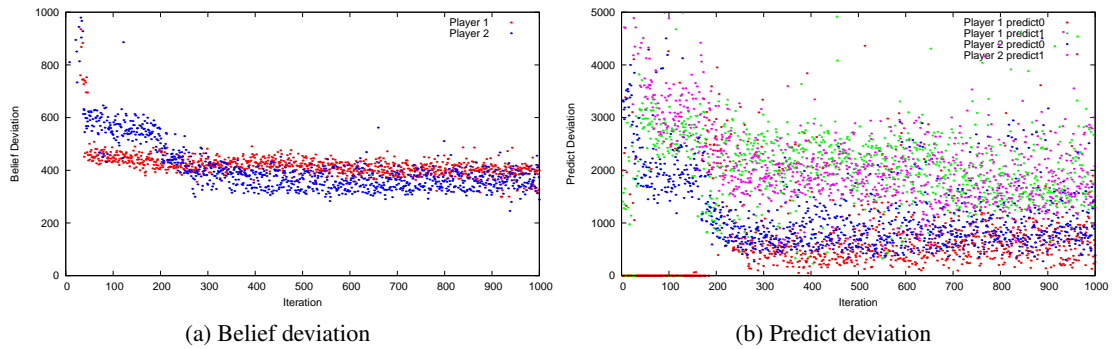 Player 1
Player 2
Belief Deviation
1000
800
600
400
200
0
0 100 200 300 400 500 600 700 800 900 1000
Iteration
(a) Belief deviation
Player 1 predict0
Player 1 predict1
Player 2 predict0
Player 2 predict1
Predict Deviation
5000
4000
3000
2000
1000
0
0 100 200 300 400 500 600 700 800 900 1000
Iteration
(b) Predict deviation